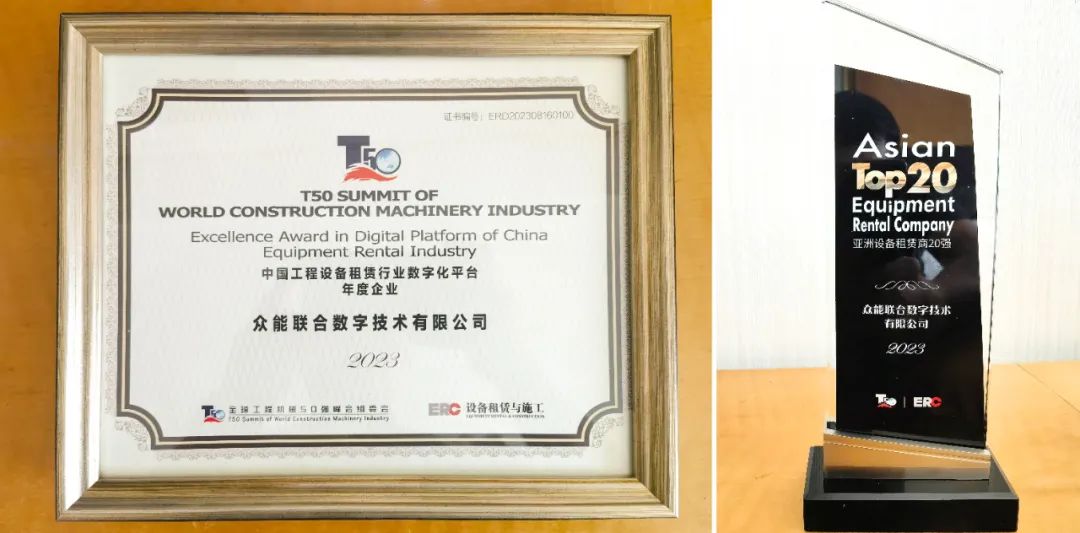 证书编号：ERD202308160100
T50
T50 SUMMIT OF
WORLD CONSTRUCTION MACHINERY INDUSTRY
Excellence Award in Digital Platform of China
Equipment Rental Industry
中国工程设备租赁行业数字化平台
年度企业
众能联合数字技术有限公司
2023
T50 全球工程机械50强峰会组委会
T50 Summit of World Construction Machinery Industry
ERC 设备租赁与施工
EQUIPMENT RENTAL & CONSTRUCTION
Asian
Top20
Equipment
Rental Company
亚洲设备租赁商20强
众能联合数字技术
有限公司
2023
T50 | ERC